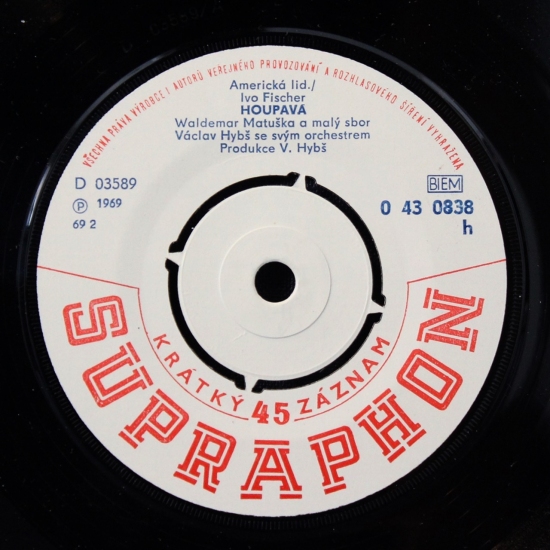 VŠECHNA PRÁVA VÝROBCE I AUTORŮ VEŘEJNÉHO PROVOZOVÁNÍ A ROZHLASOVÉHO ŠÍŘENÍ VYHRAŽENA
Americká lid./
Ivo Fischer
HOUPAVÁ
Waldemar Matuška a malý sbor
Václav Hybš se svým orchestrem
Produkce V. Hybš
D 03589
BIEM
Ⓟ 1969
0 43 0838
69 2
h
KRÁTKÝ 45 ZÁZNAM
SUPRAPHON